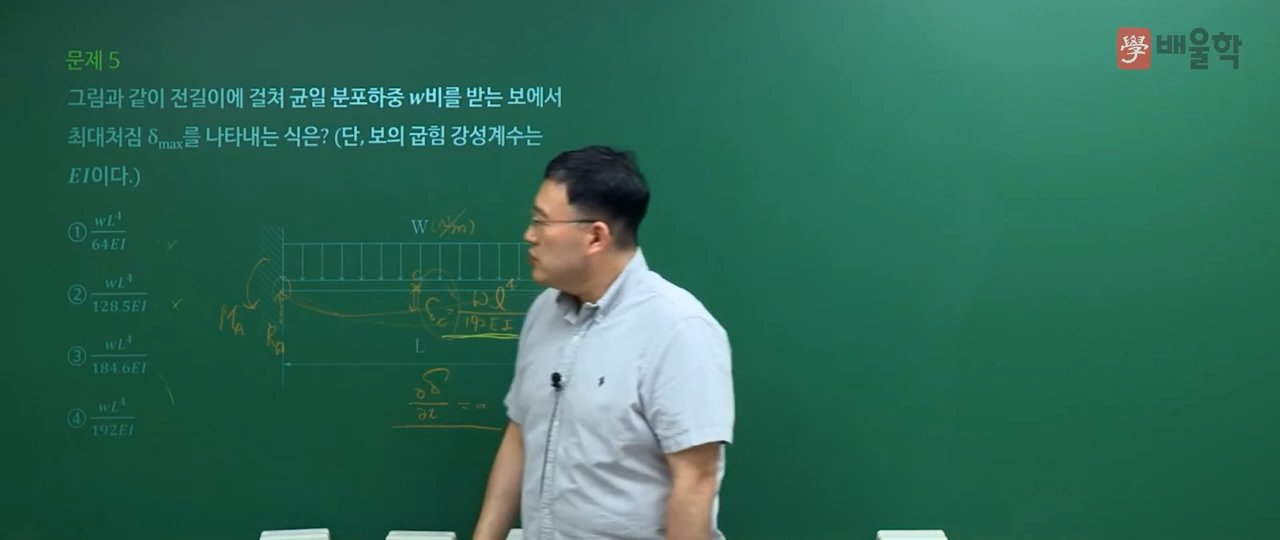 學 배울학
문제 5
그림과 같이 전길이에 걸쳐 균일 분포하중 w비를 받는 보에서
최대처짐 δmax를 나타내는 식은? (단, 보의 굽힘 강성계수는
EI이다.)
① wL⁴/64EI
② wL⁴/128.5EI
③ wL⁴/184.6EI
④ wL⁴/192EI
W (N/m)
MA
RA
δc = wl⁴/192EI
L
∂δ/∂x = 0